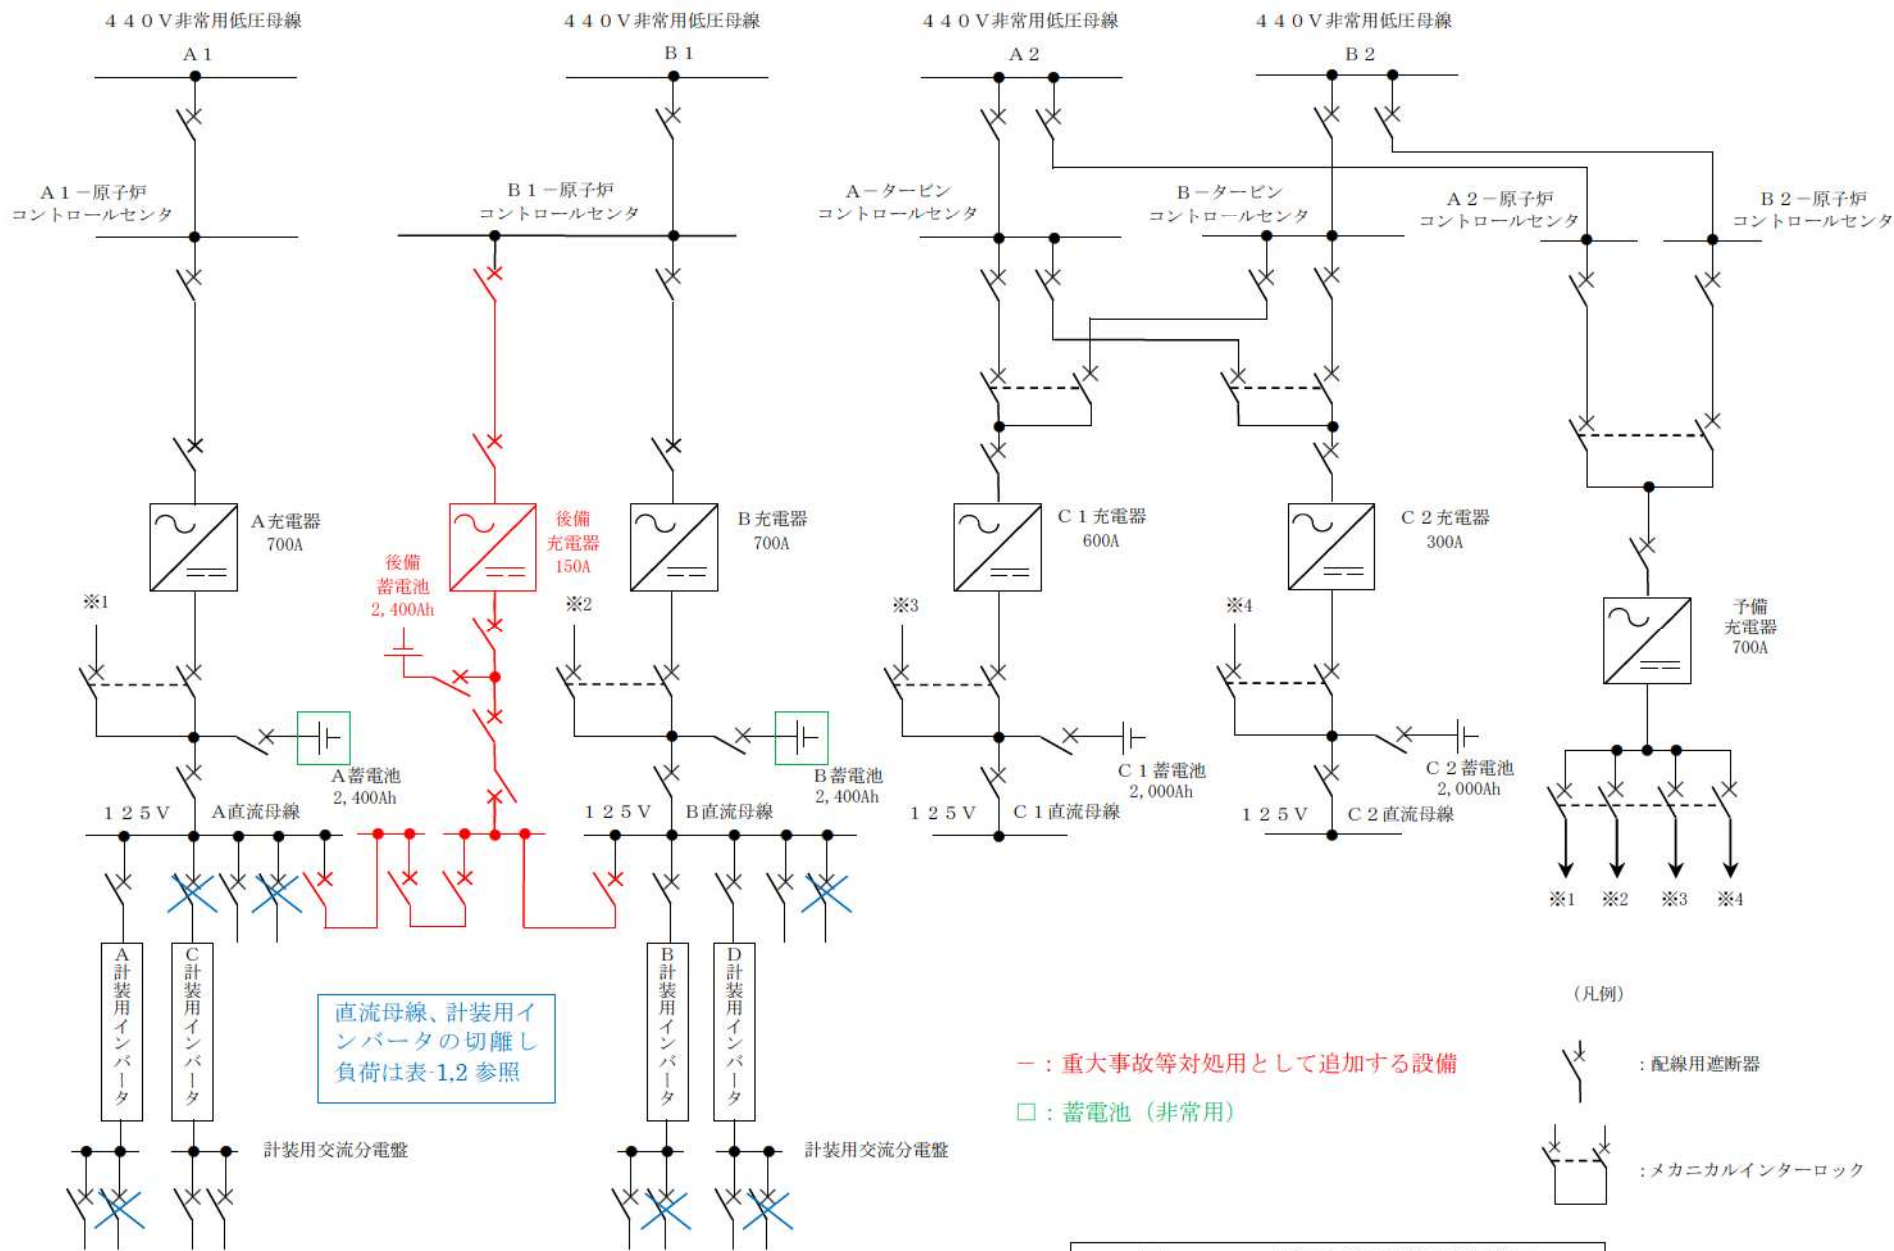 ４４０Ｖ非常用低圧母線
Ａ１
４４０Ｖ非常用低圧母線
Ｂ１
４４０Ｖ非常用低圧母線
Ａ２
４４０Ｖ非常用低圧母線
Ｂ２
Ａ１－原子炉
コントロールセンタ
Ｂ１－原子炉
コントロールセンタ
Ａ－タービン
コントロールセンタ
Ｂ－タービン
コントロールセンタ
Ａ２－原子炉
コントロールセンタ
Ｂ２－原子炉
コントロールセンタ
Ａ充電器
700A
後備
充電器
150A
Ｂ充電器
700A
Ｃ１充電器
600A
Ｃ２充電器
300A
予備
充電器
700A
後備
蓄電池
2,400Ah
※1
※2
※3
※4
Ａ蓄電池
2,400Ah
Ｂ蓄電池
2,400Ah
Ｃ１蓄電池
2,000Ah
Ｃ２蓄電池
2,000Ah
１２５Ｖ
Ａ直流母線
１２５Ｖ
Ｂ直流母線
１２５Ｖ
Ｃ１直流母線
１２５Ｖ
Ｃ２直流母線
※1
※2
※3
※4
Ａ計装用インバータ
Ｃ計装用インバータ
Ｂ計装用インバータ
Ｄ計装用インバータ
直流母線、計装用イ
ンバータの切離し
負荷は表-1,2 参照
計装用交流分電盤
計装用交流分電盤
－：重大事故等対処用として追加する設備
□：蓄電池（非常用）
（凡例）
：配線用遮断器
：メカニカルインターロック